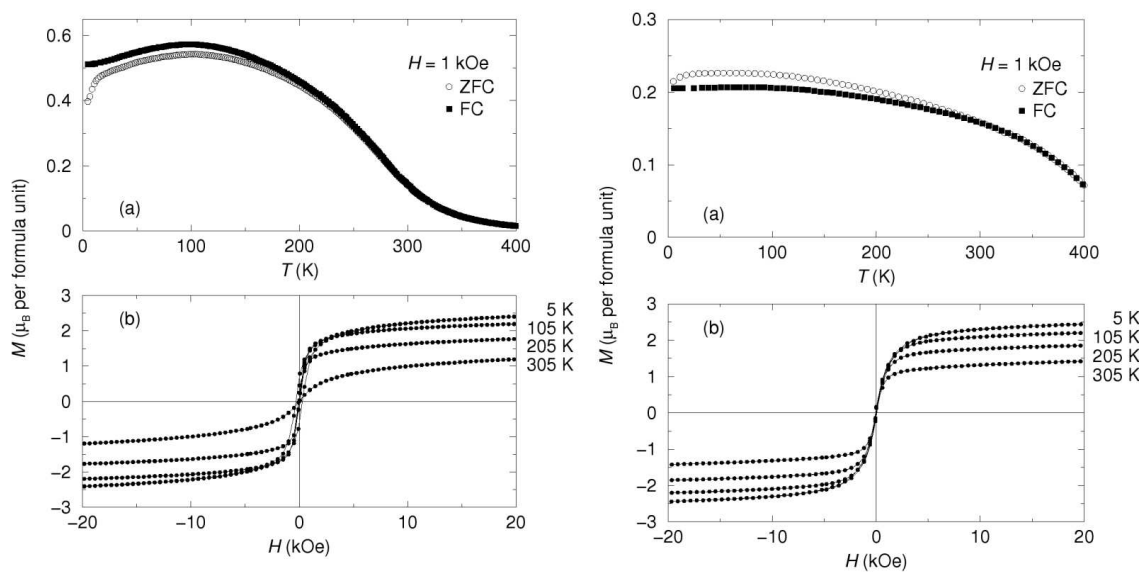 M (μB per formula unit)
0.6
0.4
0.2
0
H = 1 kOe
ZFC
FC
(a)
0 100 200 300 400
T (K)
3
2
1
0
−1
−2
−3
(b)
5 K
105 K
205 K
305 K
−20 −10 0 10 20
H (kOe)
M (μB per formula unit)
0.3
0.2
0.1
0
H = 1 kOe
ZFC
FC
(a)
0 100 200 300 400
T (K)
3
2
1
0
−1
−2
−3
(b)
5 K
105 K
205 K
305 K
−20 −10 0 10 20
H (kOe)